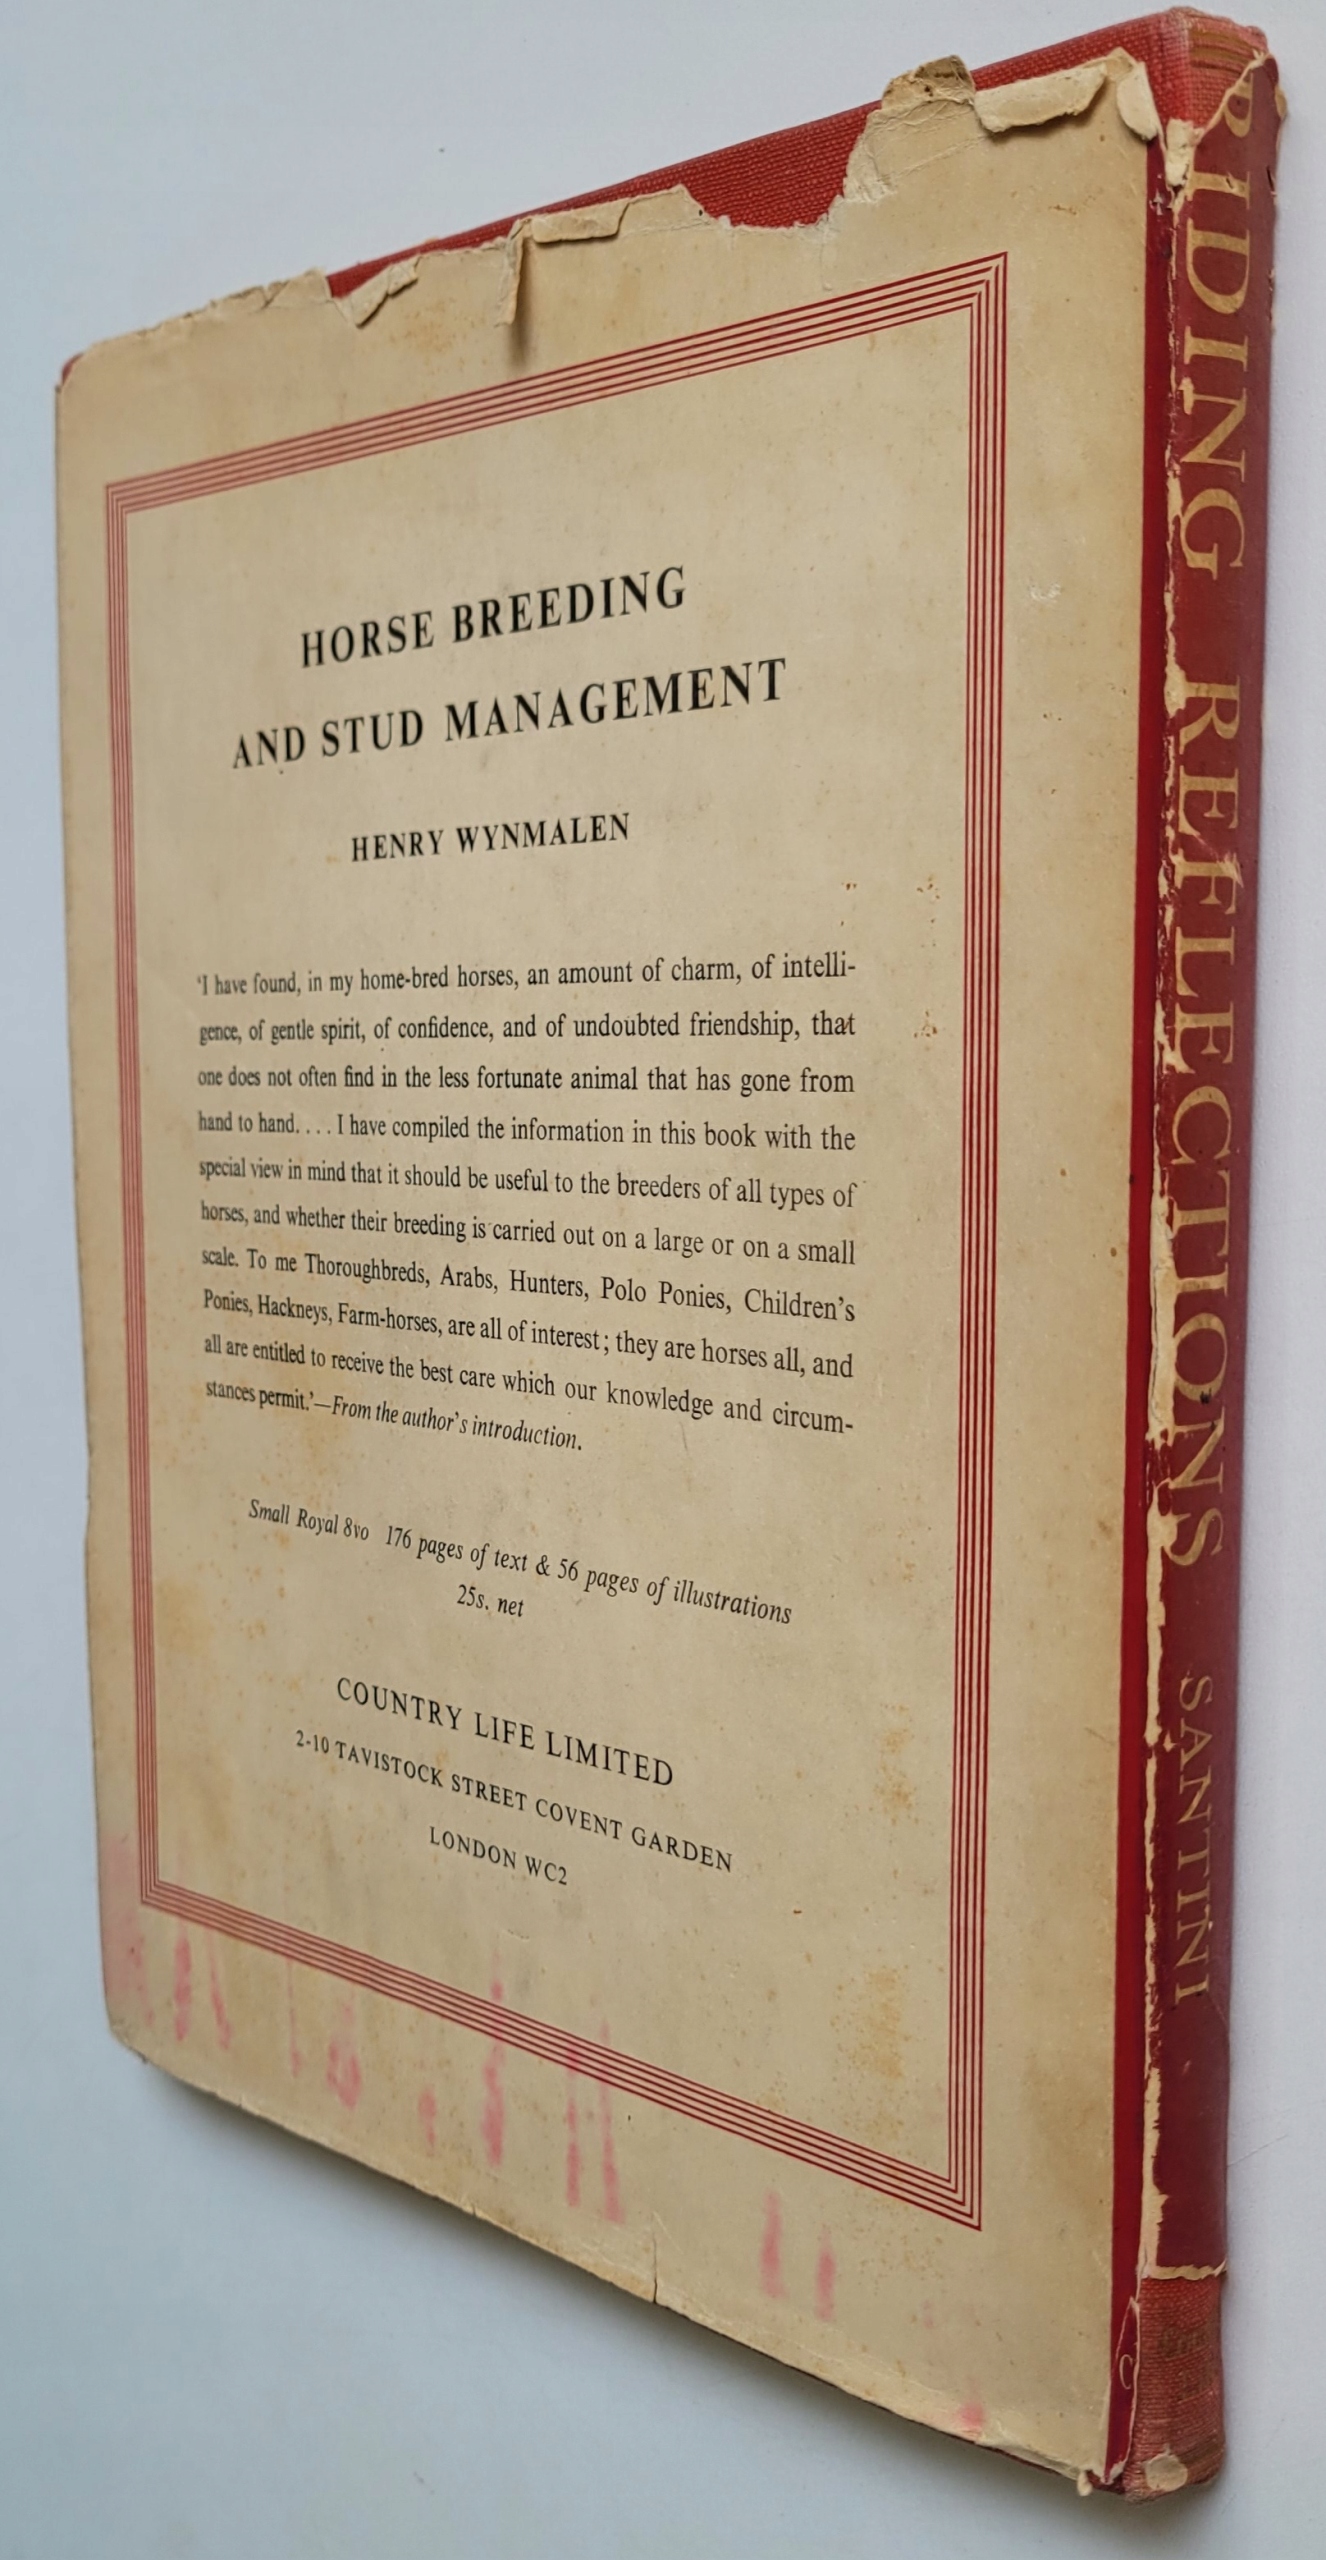 HORSE BREEDING
AND STUD MANAGEMENT
HENRY WYNMALEN
‘I have found, in my home-bred horses, an amount of charm, of intelli-
gence, of gentle spirit, of confidence, and of undoubted friendship, that
one does not often find in the less fortunate animal that has gone from
hand to hand. . . . I have compiled the information in this book with the
special view in mind that it should be useful to the breeders of all types of
horses, and whether their breeding is carried out on a large or on a small
scale. To me Thoroughbreds, Arabs, Hunters, Polo Ponies, Children’s
Ponies, Hackneys, Farm-horses, are all of interest; they are horses all, and
all are entitled to receive the best care which our knowledge and circum-
stances permit.’—From the author’s introduction.
Small Royal 8vo 176 pages of text & 56 pages of illustrations
25s. net
COUNTRY LIFE LIMITED
2-10 TAVISTOCK STREET COVENT GARDEN
LONDON WC2
RIDING REFLECTIONS SANTINI